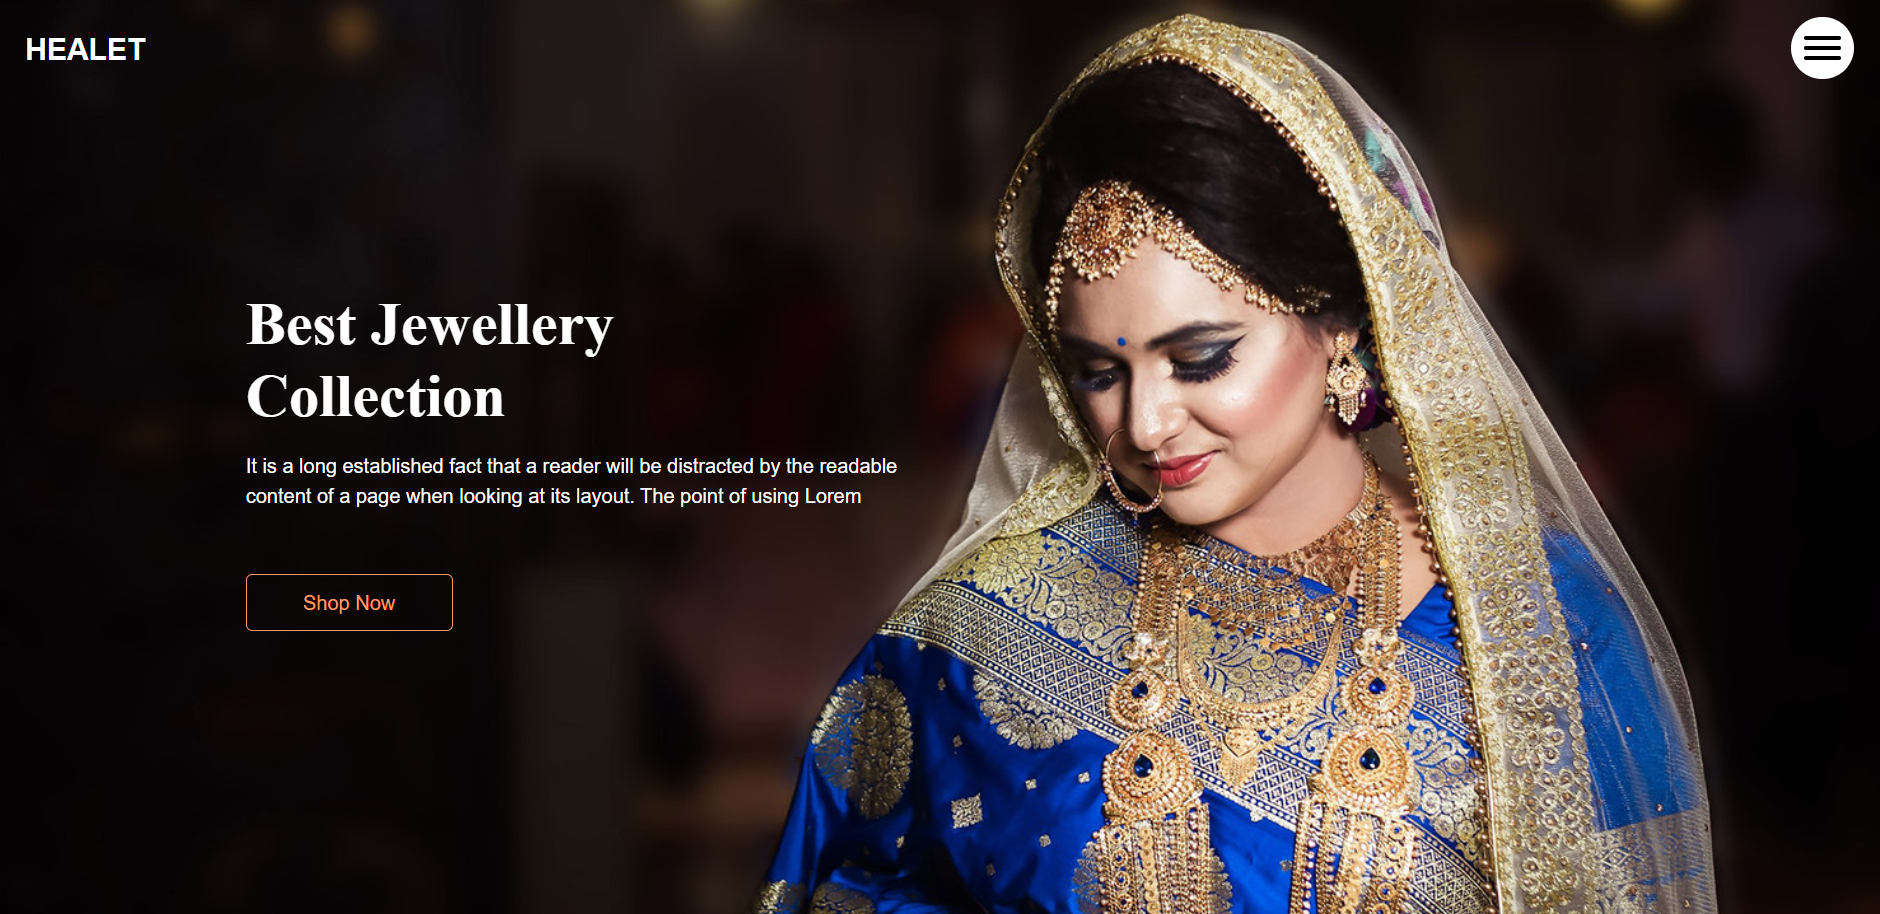 HEALET
Best Jewellery
Collection
It is a long established fact that a reader will be distracted by the readable
content of a page when looking at its layout. The point of using Lorem
Shop Now